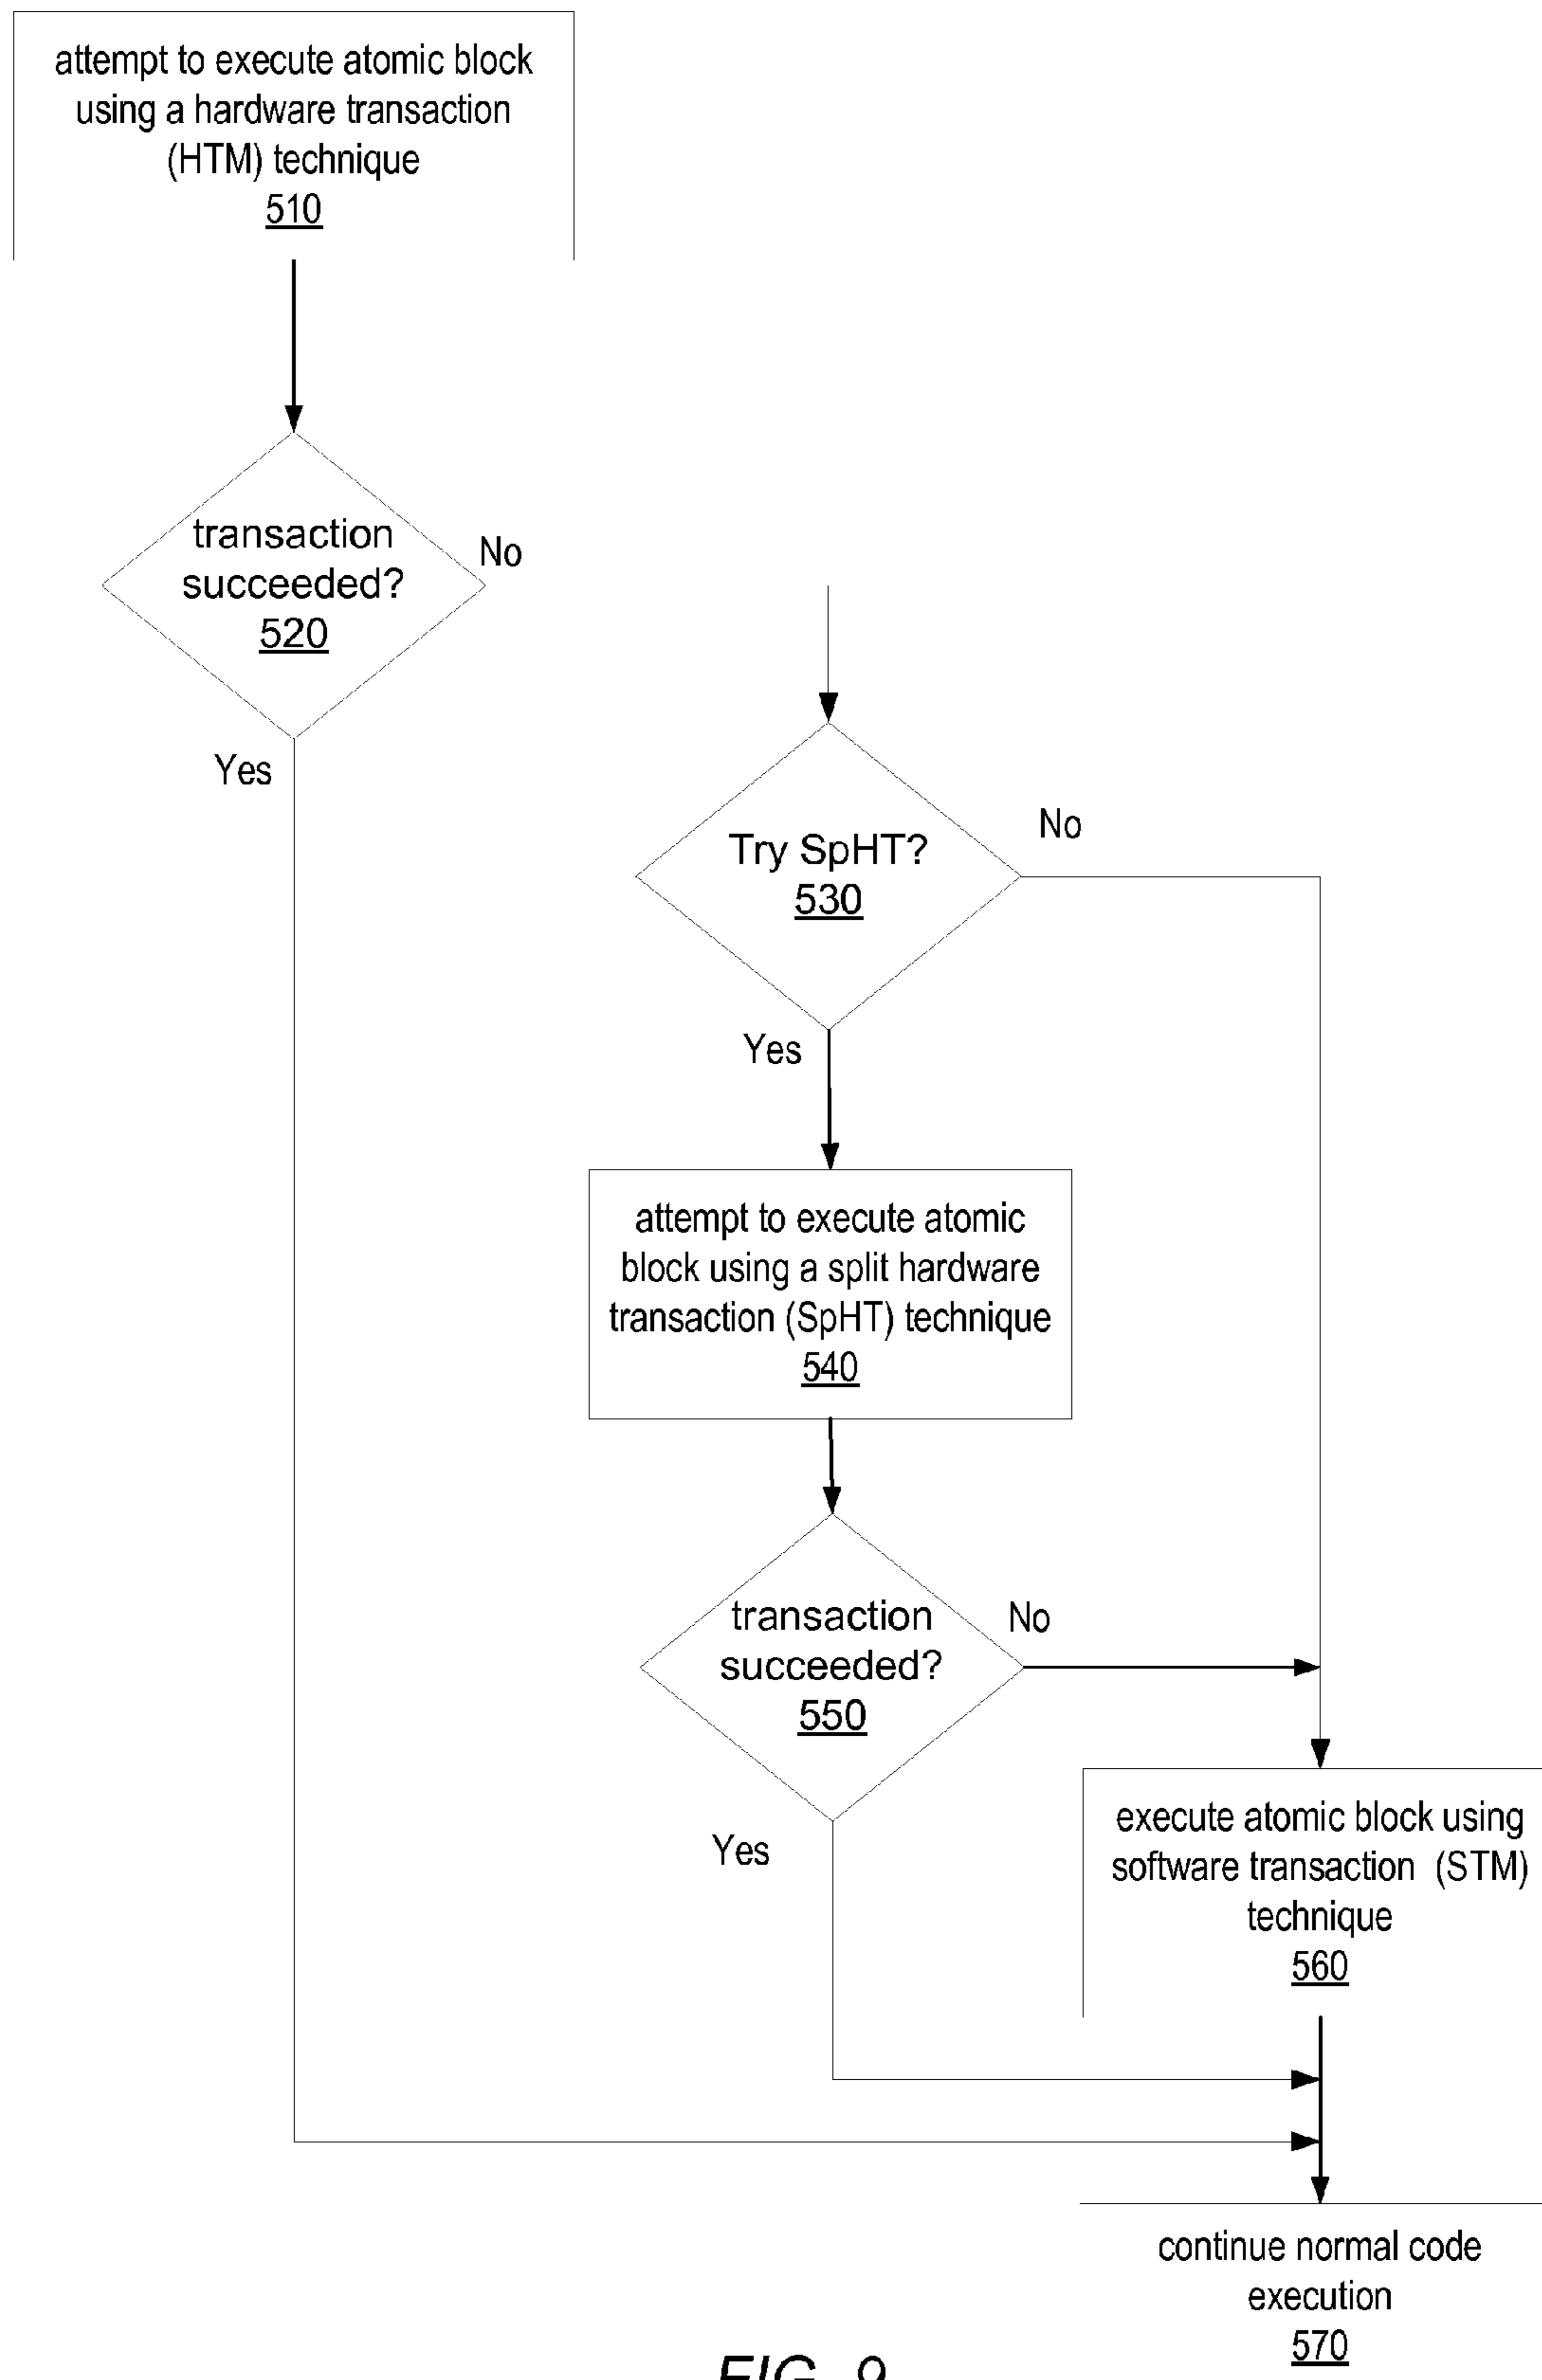 attempt to execute atomic block
using a hardware transaction
(HTM) technique
510
transaction
succeeded?
520
No
Yes
Try SpHT?
530
No
Yes
attempt to execute atomic
block using a split hardware
transaction (SpHT) technique
540
transaction
succeeded?
550
No
Yes
execute atomic block using
software transaction (STM)
technique
560
continue normal code
execution
570
FIG.